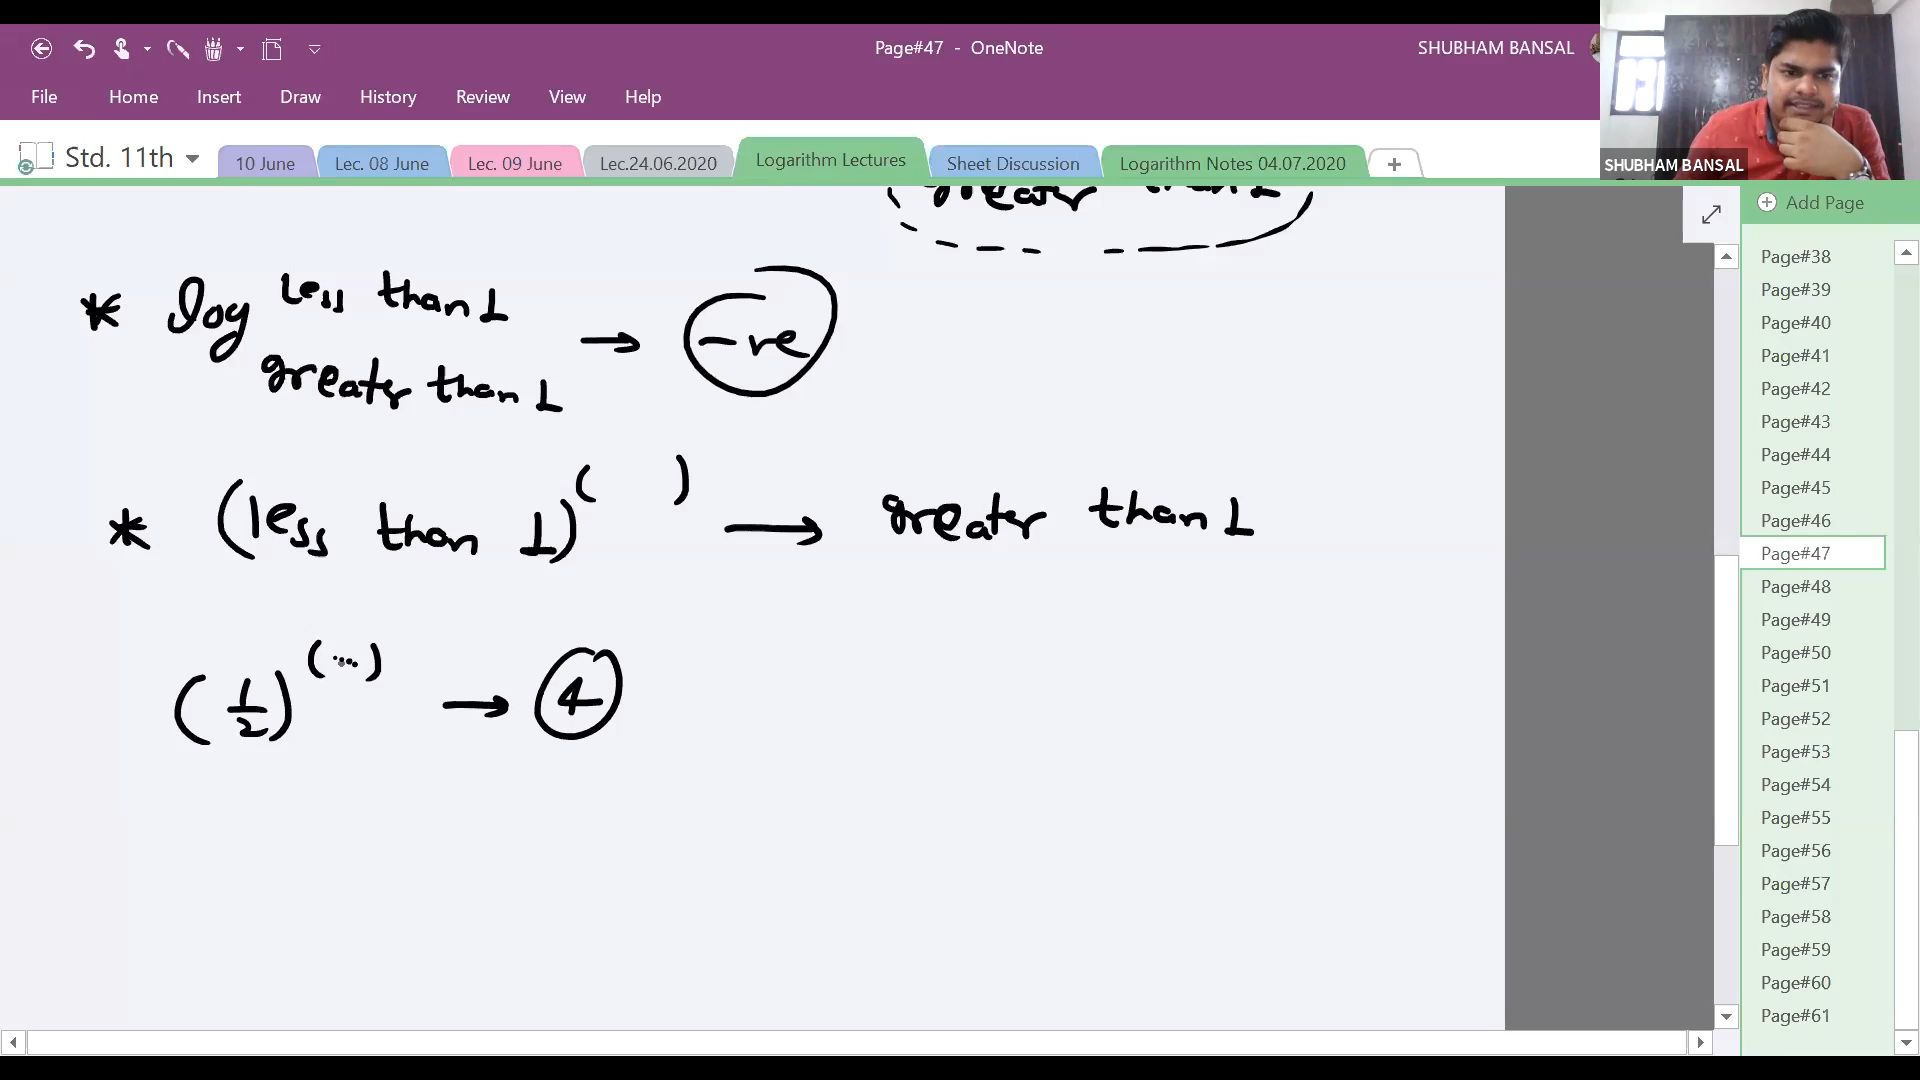 Page#47 - OneNote
SHUBHAM BANSAL
File Home Insert Draw History Review View Help
SHUBHAM BANSAL
Std. 11th
10 June
Lec. 08 June
Lec. 09 June
Lec.24.06.2020
Logarithm Lectures
Sheet Discussion
Logarithm Notes 04.07.2020
+
Add Page
greater than 1
* log less than 1
greater than 1
→ -ve
* (less than 1)^( ) → greater than 1
(1/2)^(...) → 4
Page#38
Page#39
Page#40
Page#41
Page#42
Page#43
Page#44
Page#45
Page#46
Page#47
Page#48
Page#49
Page#50
Page#51
Page#52
Page#53
Page#54
Page#55
Page#56
Page#57
Page#58
Page#59
Page#60
Page#61